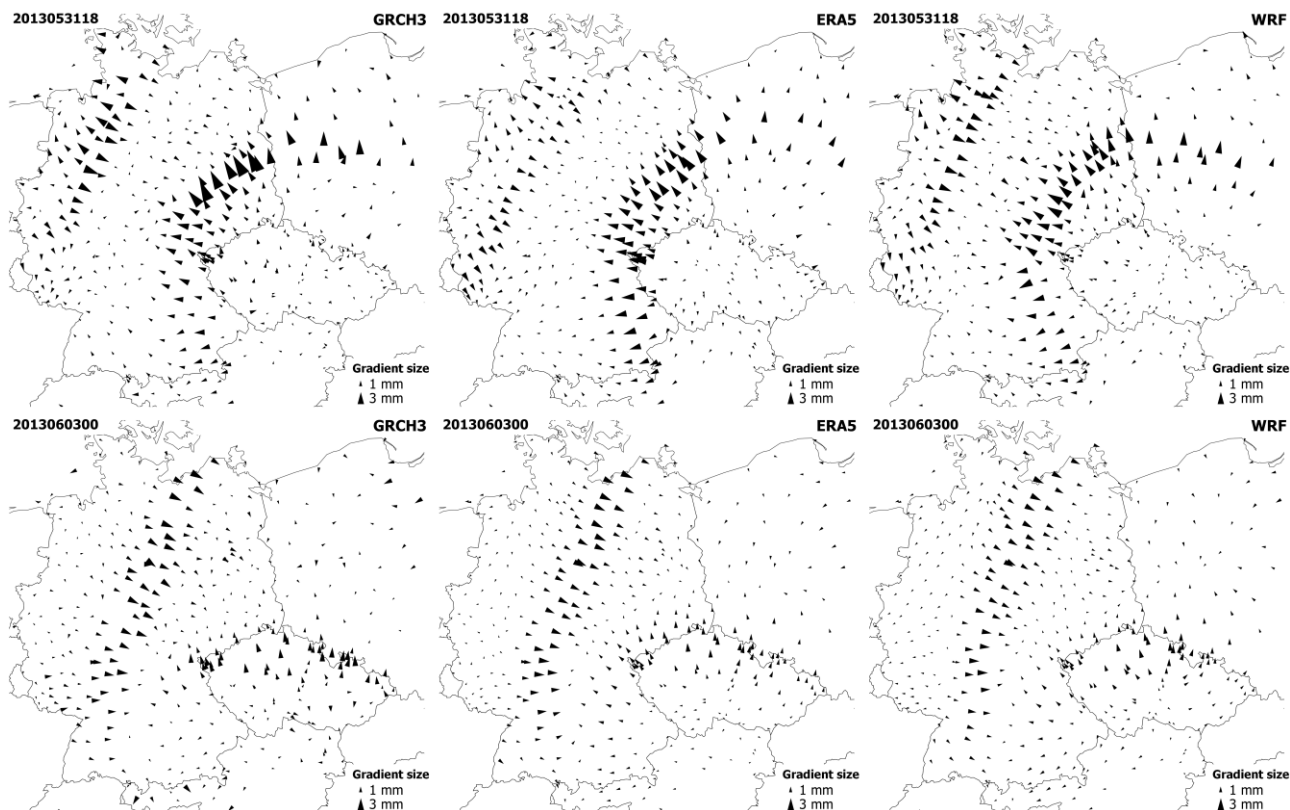 2013053118 GRCH3
Gradient size
1 mm
3 mm
2013053118 ERA5
Gradient size
1 mm
3 mm
2013053118 WRF
Gradient size
1 mm
3 mm
2013060300 GRCH3
Gradient size
1 mm
3 mm
2013060300 ERA5
Gradient size
1 mm
3 mm
2013060300 WRF
Gradient size
1 mm
3 mm